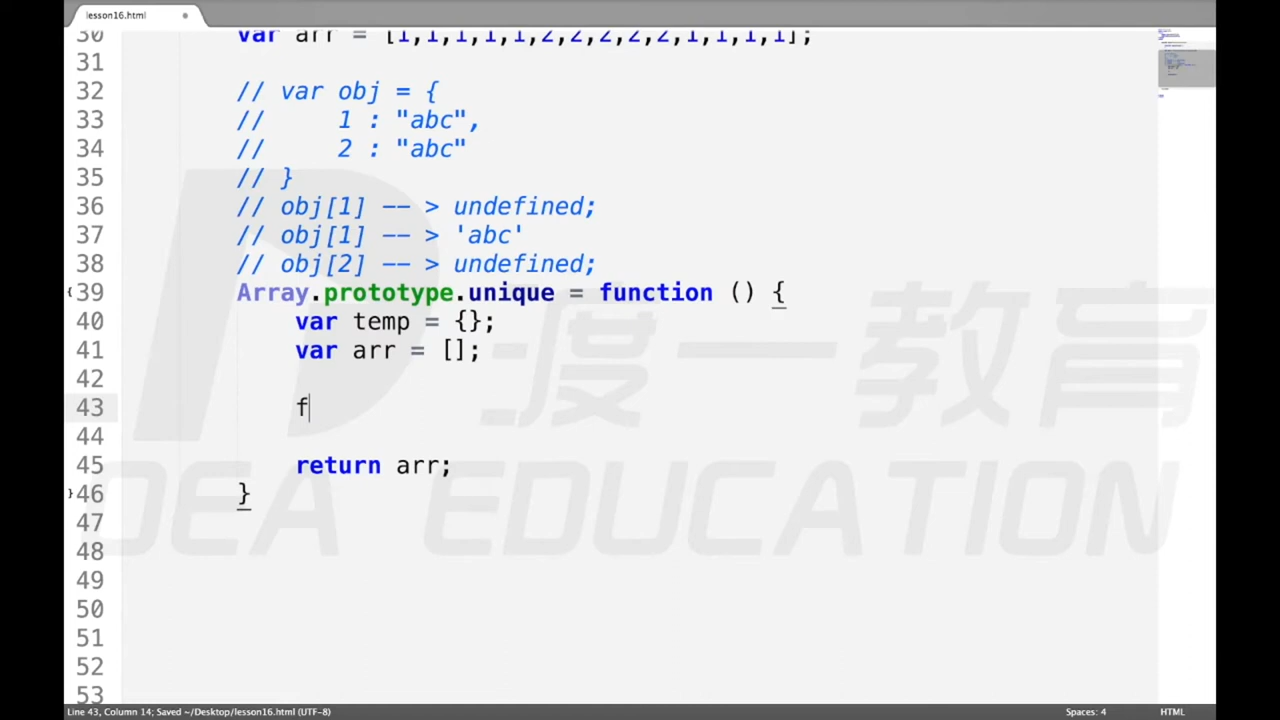 lesson16.html
30 var arr = [1,1,1,1,1,2,2,2,2,2,1,1,1,1];
31
32 // var obj = {
33 //     1 : "abc",
34 //     2 : "abc"
35 // }
36 // obj[1] -- > undefined;
37 // obj[1] -- > 'abc'
38 // obj[2] -- > undefined;
39 Array.prototype.unique = function () {
40     var temp = {};
41     var arr = [];
42
43     f
44
45     return arr;
46 }
47
48
49
50
51
52
53
渡一教育
DEA EDUCATION
Line 43, Column 14; Saved ~/Desktop/lesson16.html (UTF-8) Spaces: 4 HTML